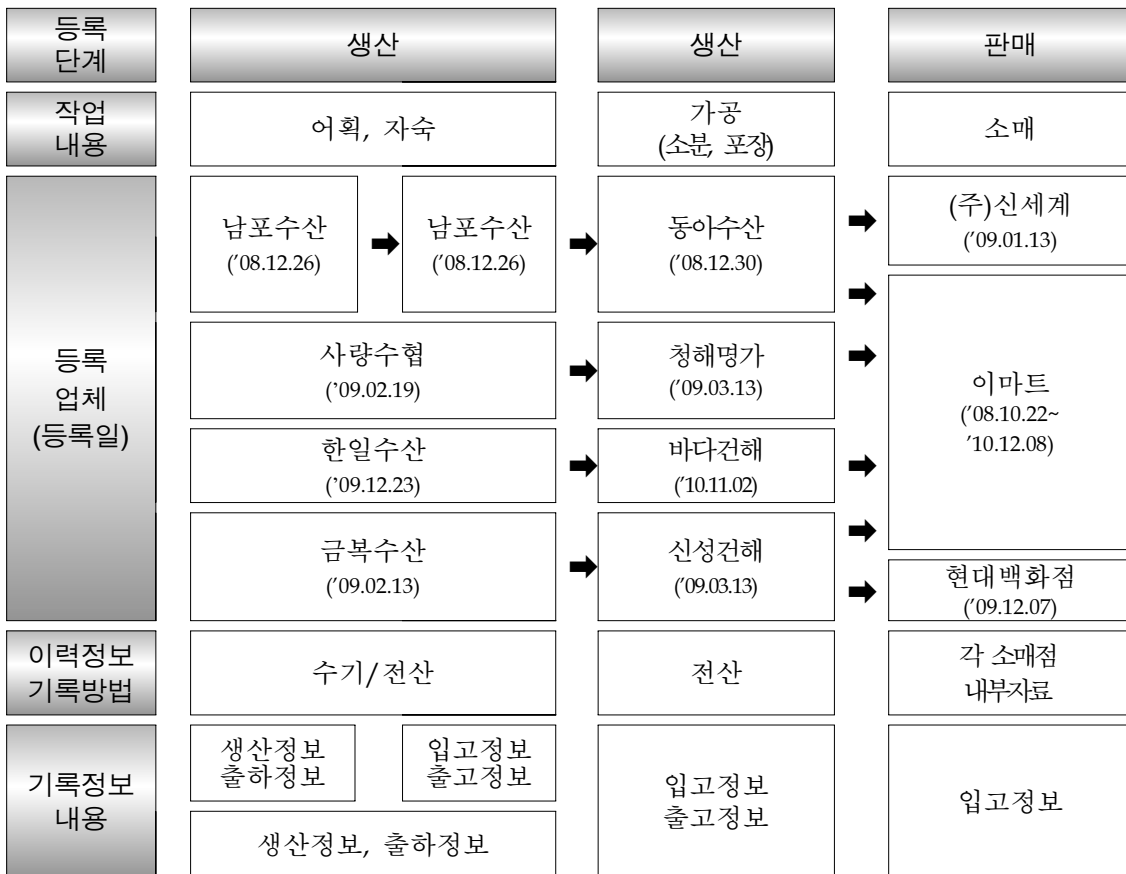 등록
단계
생산
생산
판매
작업
내용
어획, 자숙
가공
(소분, 포장)
소매
등록
업체
(등록일)
남포수산
('08.12.26)
남포수산
('08.12.26)
동아수산
('08.12.30)
(주)신세계
('09.01.13)
사량수협
('09.02.19)
청해명가
('09.03.13)
이마트
('08.10.22~
'10.12.08)
한일수산
('09.12.23)
바다건해
('10.11.02)
금복수산
('09.02.13)
신성건해
('09.03.13)
현대백화점
('09.12.07)
이력정보
기록방법
수기/전산
전산
각 소매점
내부자료
기록정보
내용
생산정보
출하정보
입고정보
출고정보
생산정보, 출하정보
입고정보
출고정보
입고정보